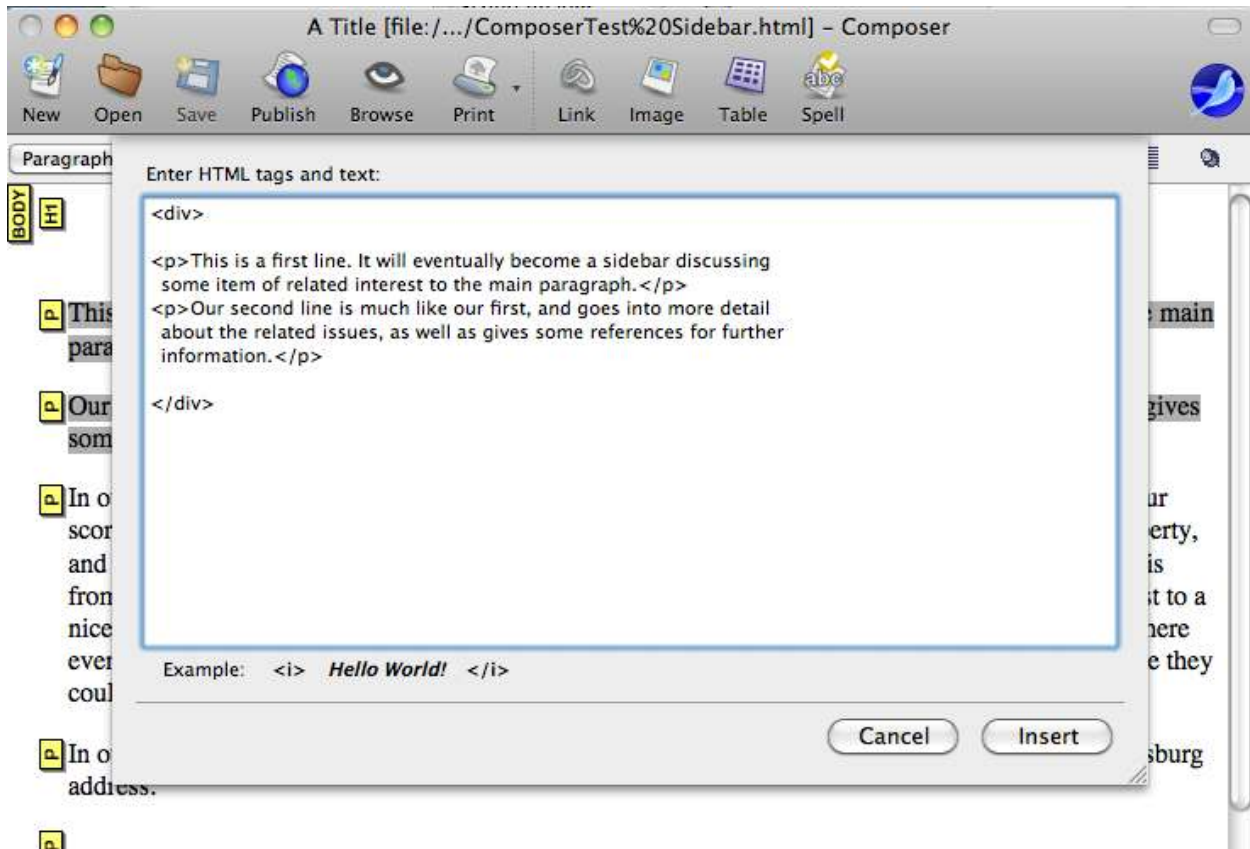 A Title [file:/.../ComposerTest%20Sidebar.html] – Composer
New Open Save Publish Browse Print Link Image Table Spell
abc
Paragraph
Enter HTML tags and text:
BODY
H1
<div>
<p>This is a first line. It will eventually become a sidebar discussing
some item of related interest to the main paragraph.</p>
<p>Our second line is much like our first, and goes into more detail
about the related issues, as well as gives some references for further
information.</p>
</div>
Example: <i> Hello World! </i>
Cancel Insert
P This main
para
P Our gives
som
P In o ur
scor erty,
and is
from st to a
nice here
ever e they
coul
P In o sburg
address.
P